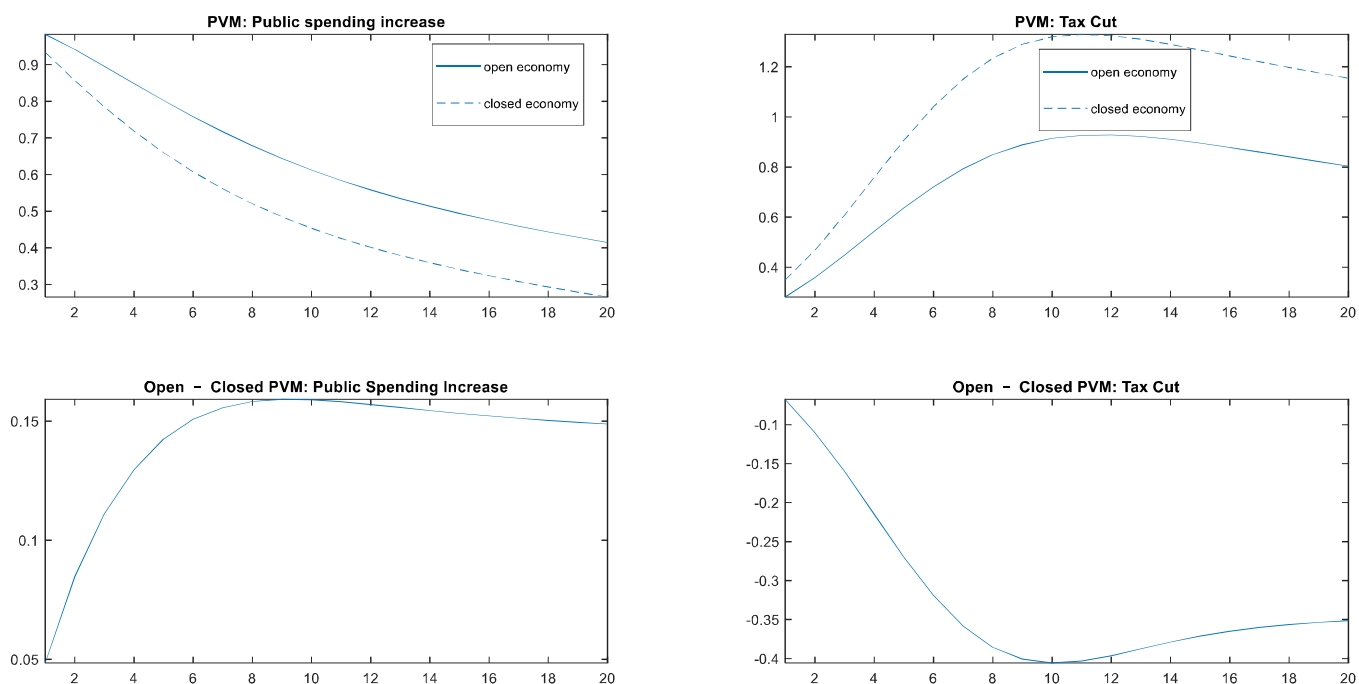 PVM: Public spending increase
0.9
0.8
0.7
0.6
0.5
0.4
0.3
open economy
closed economy
2 4 6 8 10 12 14 16 18 20
PVM: Tax Cut
1.2
1
0.8
0.6
0.4
open economy
closed economy
2 4 6 8 10 12 14 16 18 20
Open − Closed PVM: Public Spending Increase
0.15
0.1
0.05
2 4 6 8 10 12 14 16 18 20
Open − Closed PVM: Tax Cut
-0.1
-0.15
-0.2
-0.25
-0.3
-0.35
-0.4
2 4 6 8 10 12 14 16 18 20